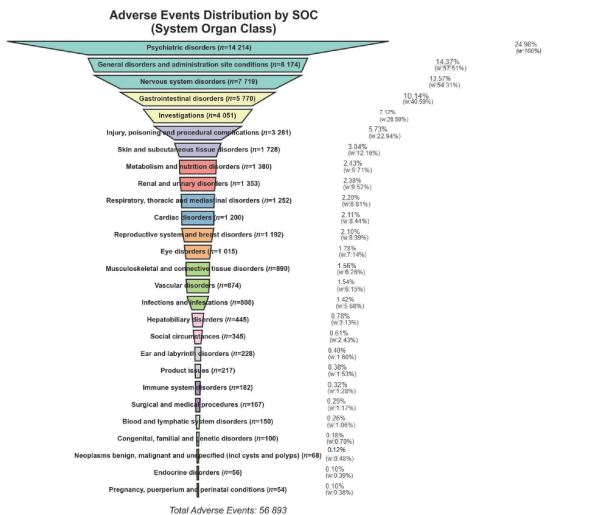 Adverse Events Distribution by SOC
(System Organ Class)
Psychiatric disorders (n=14 214)
24.98%
(w:100%)
General disorders and administration site conditions (n=8 174)
14.37%
(w:57.51%)
Nervous system disorders (n=7 719)
13.57%
(w:54.31%)
Gastrointestinal disorders (n=5 770)
10.14%
(w:40.59%)
Investigations (n=4 051)
7.12%
(w:28.50%)
Injury, poisoning and procedural complications (n=3 261)
5.73%
(w:22.94%)
Skin and subcutaneous tissue disorders (n=1 728)
3.04%
(w:12.16%)
Metabolism and nutrition disorders (n=1 380)
2.43%
(w:9.71%)
Renal and urinary disorders (n=1 353)
2.38%
(w:9.52%)
Respiratory, thoracic and mediastinal disorders (n=1 252)
2.20%
(w:8.81%)
Cardiac disorders (n=1 200)
2.11%
(w:8.44%)
Reproductive system and breast disorders (n=1 192)
2.10%
(w:8.39%)
Eye disorders (n=1 015)
1.78%
(w:7.14%)
Musculoskeletal and connective tissue disorders (n=890)
1.56%
(w:6.26%)
Vascular disorders (n=874)
1.54%
(w:6.15%)
Infections and infestations (n=808)
1.42%
(w:5.68%)
Hepatobiliary disorders (n=445)
0.78%
(w:3.13%)
Social circumstances (n=345)
0.61%
(w:2.43%)
Ear and labyrinth disorders (n=228)
0.40%
(w:1.60%)
Product issues (n=217)
0.38%
(w:1.53%)
Immune system disorders (n=182)
0.32%
(w:1.28%)
Surgical and medical procedures (n=167)
0.29%
(w:1.17%)
Blood and lymphatic system disorders (n=150)
0.26%
(w:1.06%)
Congenital, familial and genetic disorders (n=100)
0.18%
(w:0.70%)
Neoplasms benign, malignant and unspecified (incl cysts and polyps) (n=68)
0.12%
(w:0.48%)
Endocrine disorders (n=56)
0.10%
(w:0.39%)
Pregnancy, puerperium and perinatal conditions (n=54)
0.10%
(w:0.38%)
Total Adverse Events: 56 893